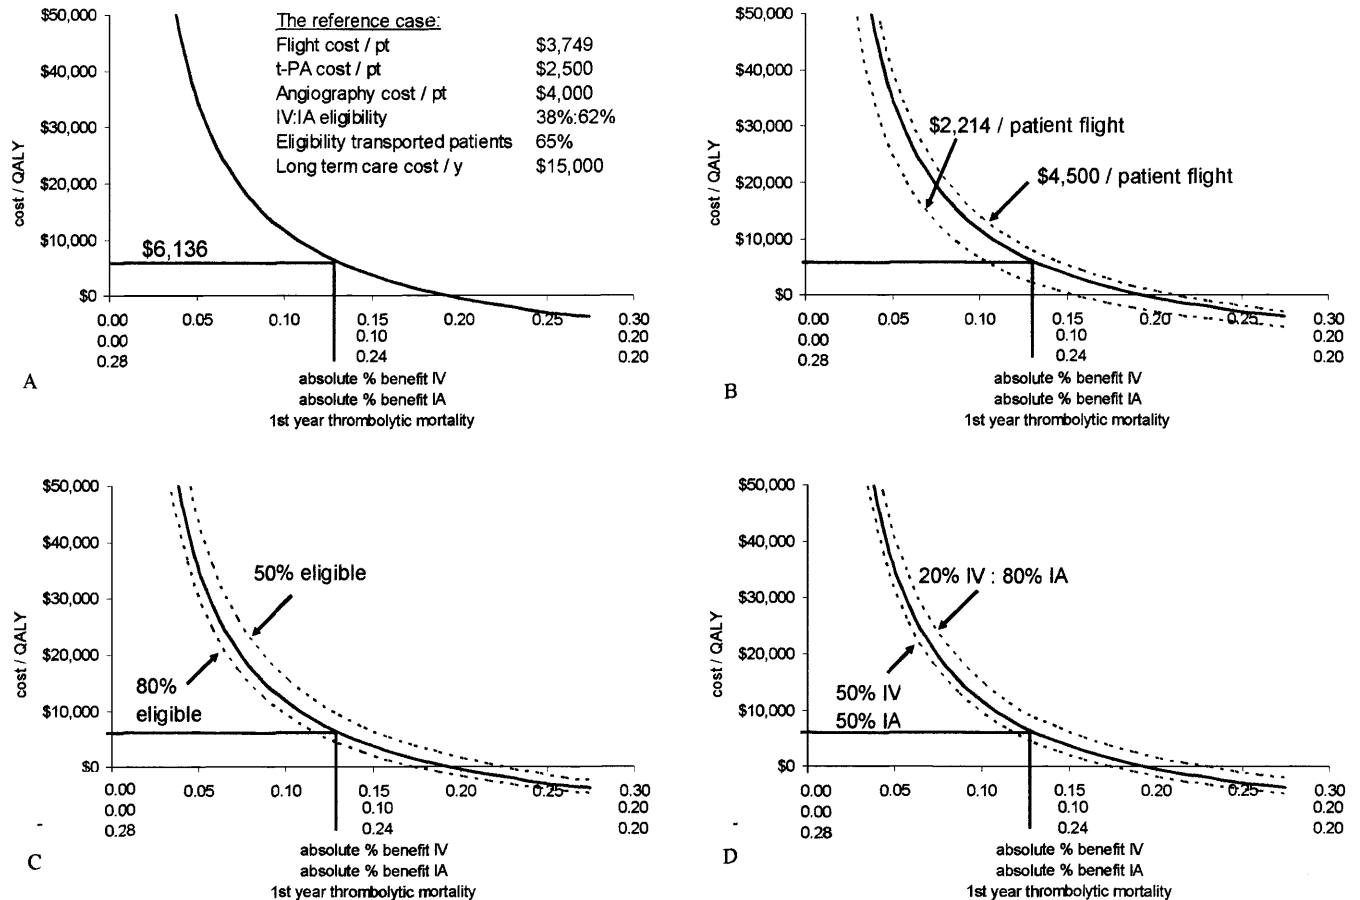 $50,000
$40,000
$30,000
$20,000
$10,000
$0
cost / QALY
The reference case:
Flight cost / pt $3,749
t-PA cost / pt $2,500
Angiography cost / pt $4,000
IV:IA eligibility 38%:62%
Eligibility transported patients 65%
Long term care cost / y $15,000
$6,136
0.00 0.05 0.10 0.15 0.20 0.25 0.30
0.00 0.10 0.20
0.28 0.24 0.20
absolute % benefit IV
absolute % benefit IA
1st year thrombolytic mortality
A
$50,000
$40,000
$30,000
$20,000
$10,000
$0
cost / QALY
$2,214 / patient flight
$4,500 / patient flight
0.00 0.05 0.10 0.15 0.20 0.25 0.30
0.00 0.10 0.20
0.28 0.24 0.20
absolute % benefit IV
absolute % benefit IA
1st year thrombolytic mortality
B
$50,000
$40,000
$30,000
$20,000
$10,000
$0
cost / QALY
50% eligible
80%
eligible
0.00 0.05 0.10 0.15 0.20 0.25 0.30
0.00 0.10 0.20
0.28 0.24 0.20
absolute % benefit IV
absolute % benefit IA
1st year thrombolytic mortality
C
$50,000
$40,000
$30,000
$20,000
$10,000
$0
cost / QALY
20% IV : 80% IA
50% IV
50% IA
0.00 0.05 0.10 0.15 0.20 0.25 0.30
0.00 0.10 0.20
0.28 0.24 0.20
absolute % benefit IV
absolute % benefit IA
1st year thrombolytic mortality
D